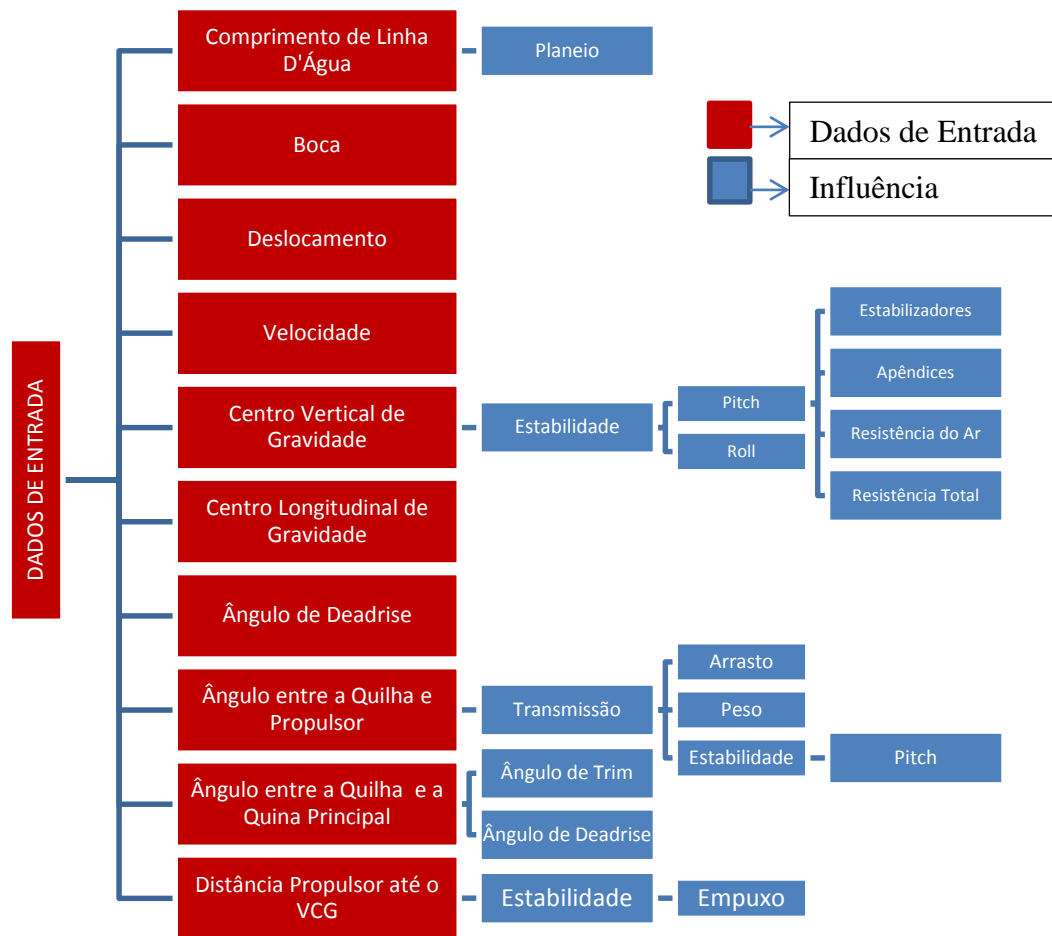 DADOS DE ENTRADA
Comprimento de Linha
D'Água
Planeio
Boca
Deslocamento
Velocidade
Centro Vertical de
Gravidade
Estabilidade
Pitch
Roll
Estabilizadores
Apêndices
Resistência do Ar
Resistência Total
Centro Longitudinal de
Gravidade
Ângulo de Deadrise
Ângulo entre a Quilha e
Propulsor
Transmissão
Arrasto
Peso
Estabilidade
Pitch
Ângulo entre a Quilha e a
Quina Principal
Ângulo de Trim
Ângulo de Deadrise
Distância Propulsor até o
VCG
Estabilidade
Empuxo
Dados de Entrada
Influência